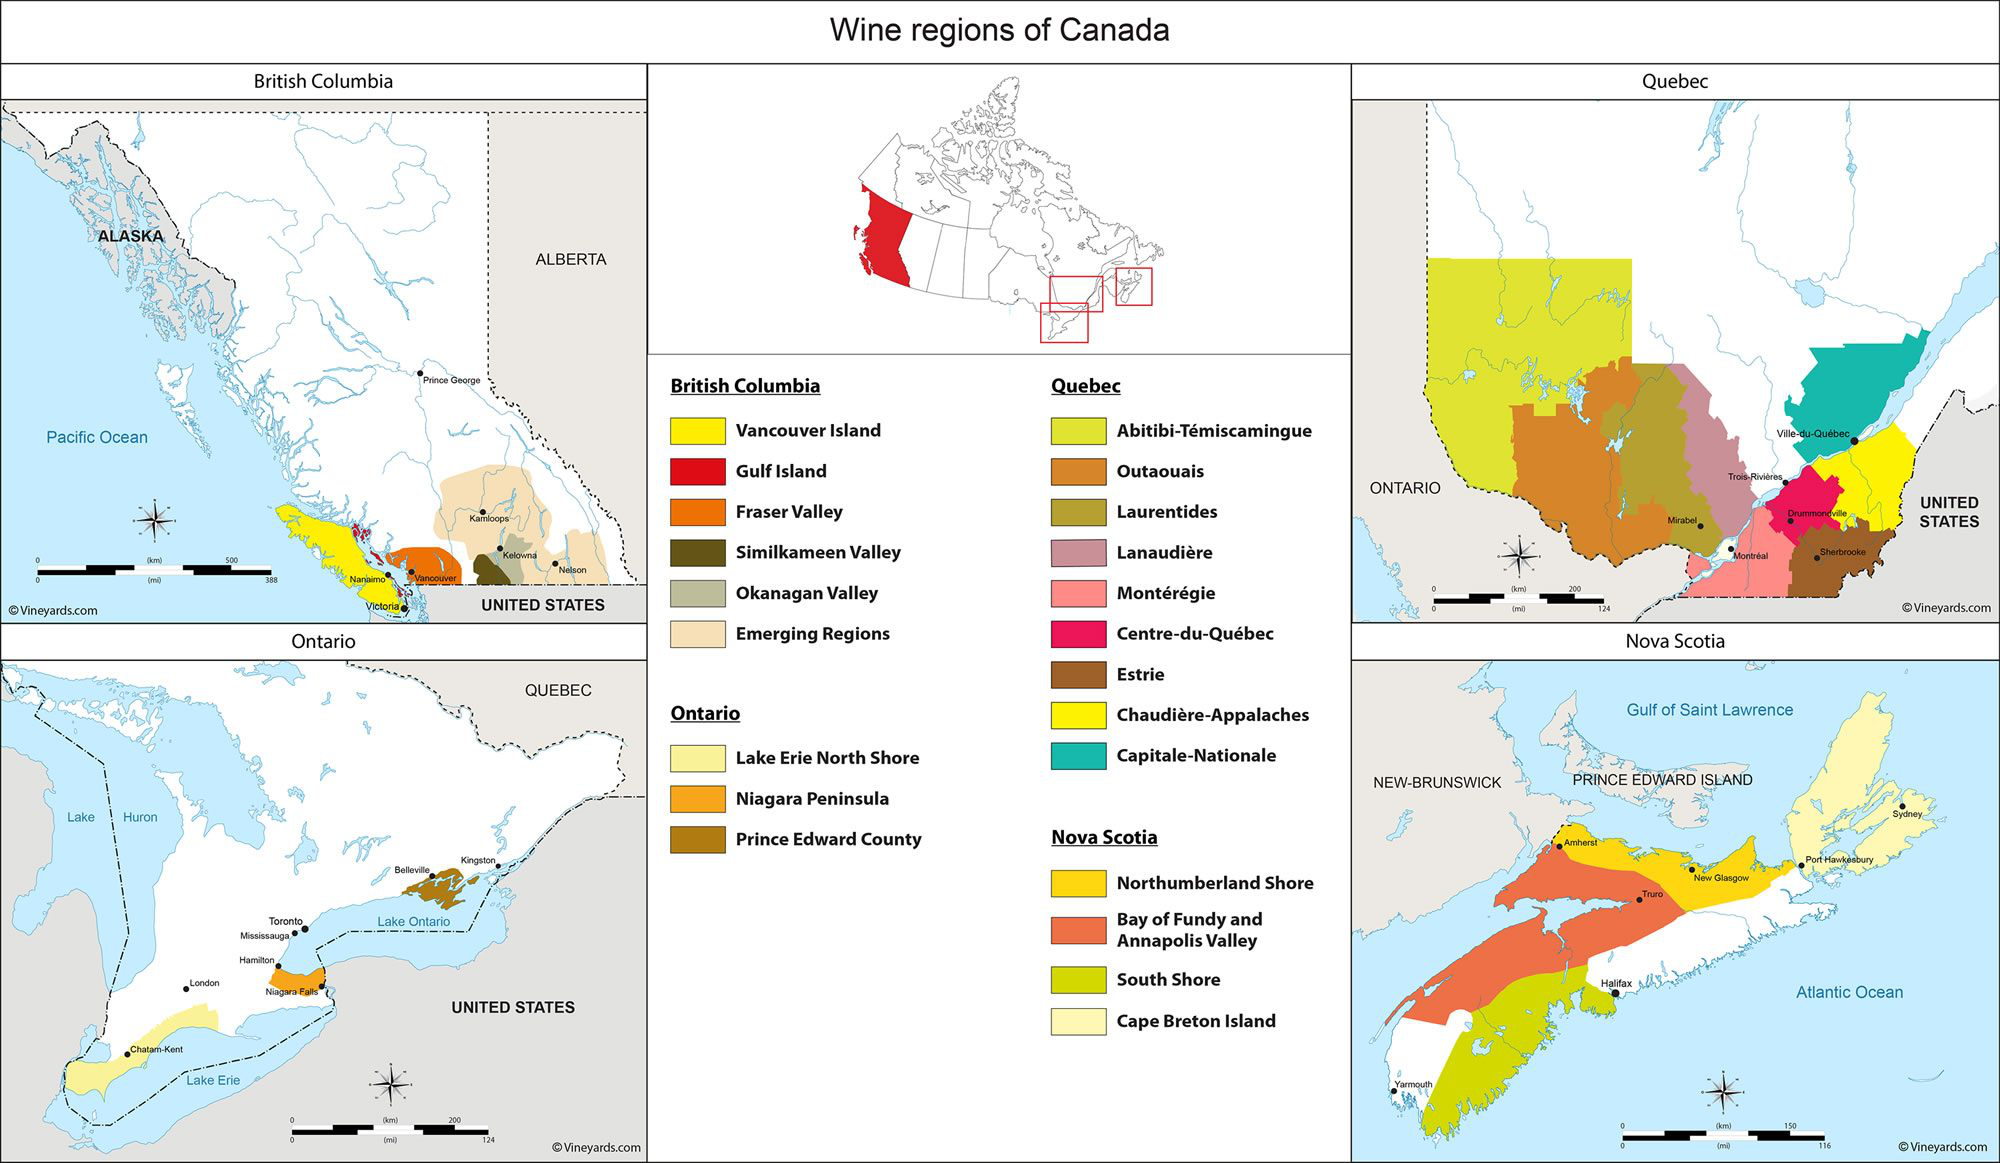 Wine regions of Canada
British Columbia
ALASKA
ALBERTA
Prince George
Pacific Ocean
Kamloops
Kelowna
Nelson
Nanaimo
Vancouver
Victoria
UNITED STATES
0 (km) 500
0 (mi) 388
© Vineyards.com
Ontario
QUEBEC
Lake Huron
Kingston
Belleville
Toronto
Lake Ontario
Mississauga
Hamilton
London
Niagara Falls
UNITED STATES
Chatam-Kent
Lake Erie
0 (km) 200
0 (mi) 124
© Vineyards.com
British Columbia
Vancouver Island
Gulf Island
Fraser Valley
Similkameen Valley
Okanagan Valley
Emerging Regions
Ontario
Lake Erie North Shore
Niagara Peninsula
Prince Edward County
Quebec
Abitibi-Témiscamingue
Outaouais
Laurentides
Lanaudière
Montérégie
Centre-du-Québec
Estrie
Chaudière-Appalaches
Capitale-Nationale
Nova Scotia
Northumberland Shore
Bay of Fundy and
Annapolis Valley
South Shore
Cape Breton Island
Quebec
Ville-du-Québec
Trois-Rivières
ONTARIO
UNITED
STATES
Mirabel
Drummondville
Montréal
Sherbrooke
0 (km) 200
0 (mi) 124
© Vineyards.com
Nova Scotia
Gulf of Saint Lawrence
NEW-BRUNSWICK
PRINCE EDWARD ISLAND
Sydney
Amherst
Port Hawkesbury
New Glasgow
Truro
Halifax
Atlantic Ocean
Yarmouth
0 (km) 150
0 (mi) 116
© Vineyards.com